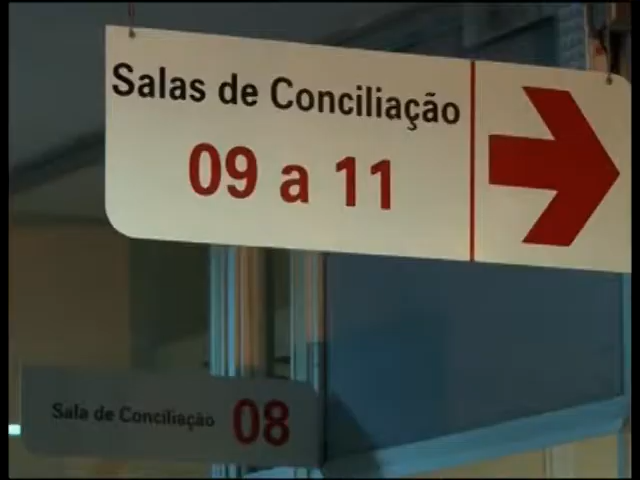 Salas de Conciliação
09 a 11
Sala de Conciliação 08